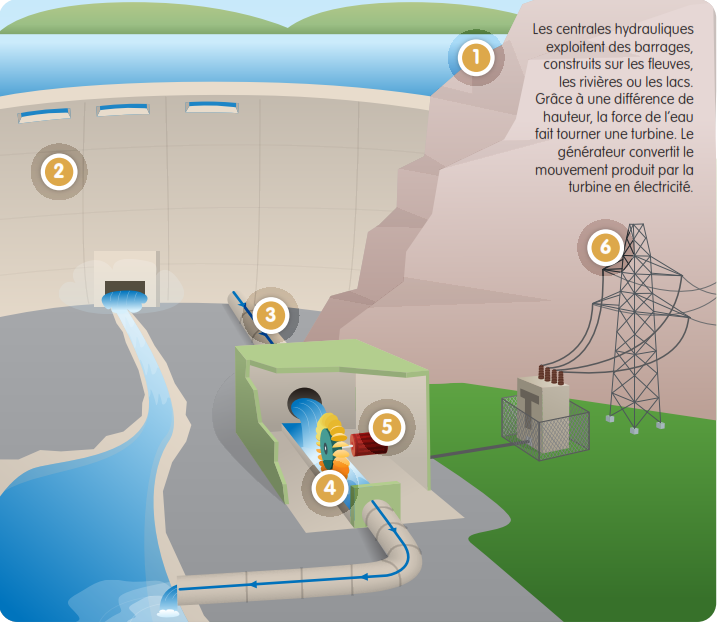 Les centrales hydrauliques
exploitent des barrages,
construits sur les fleuves,
les rivières ou les lacs.
Grâce à une différence de
hauteur, la force de l'eau
fait tourner une turbine. Le
générateur convertit le
mouvement produit par la
turbine en électricité.
1
2
6
3
5
4